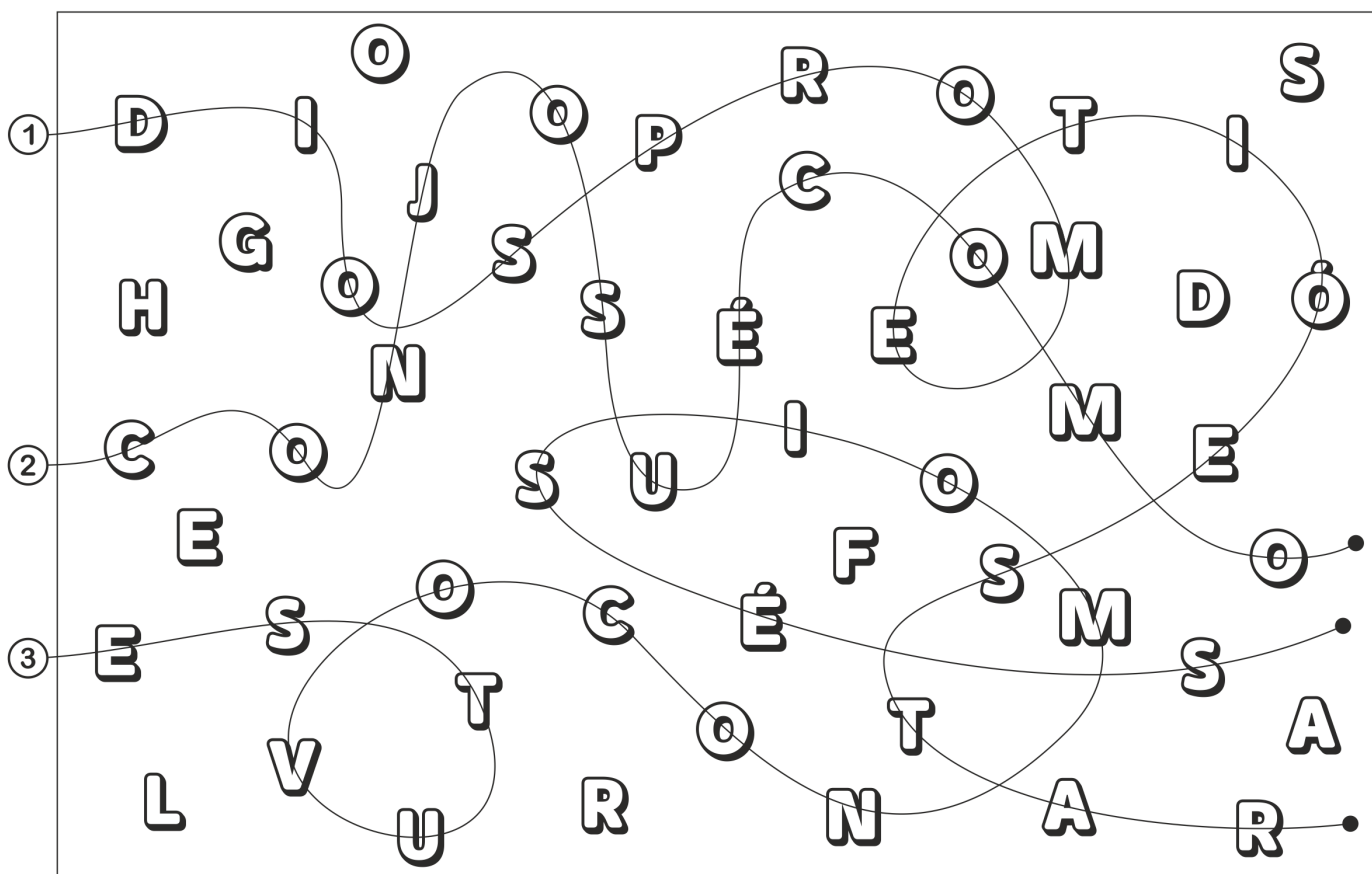 1 D I O S P R O M E T I Ó E S T A R
2 C O N J O S U É C O M M O
3 E S T U V O C O N M O I S É S
O
S
G
H
D
E
F
L
R
A